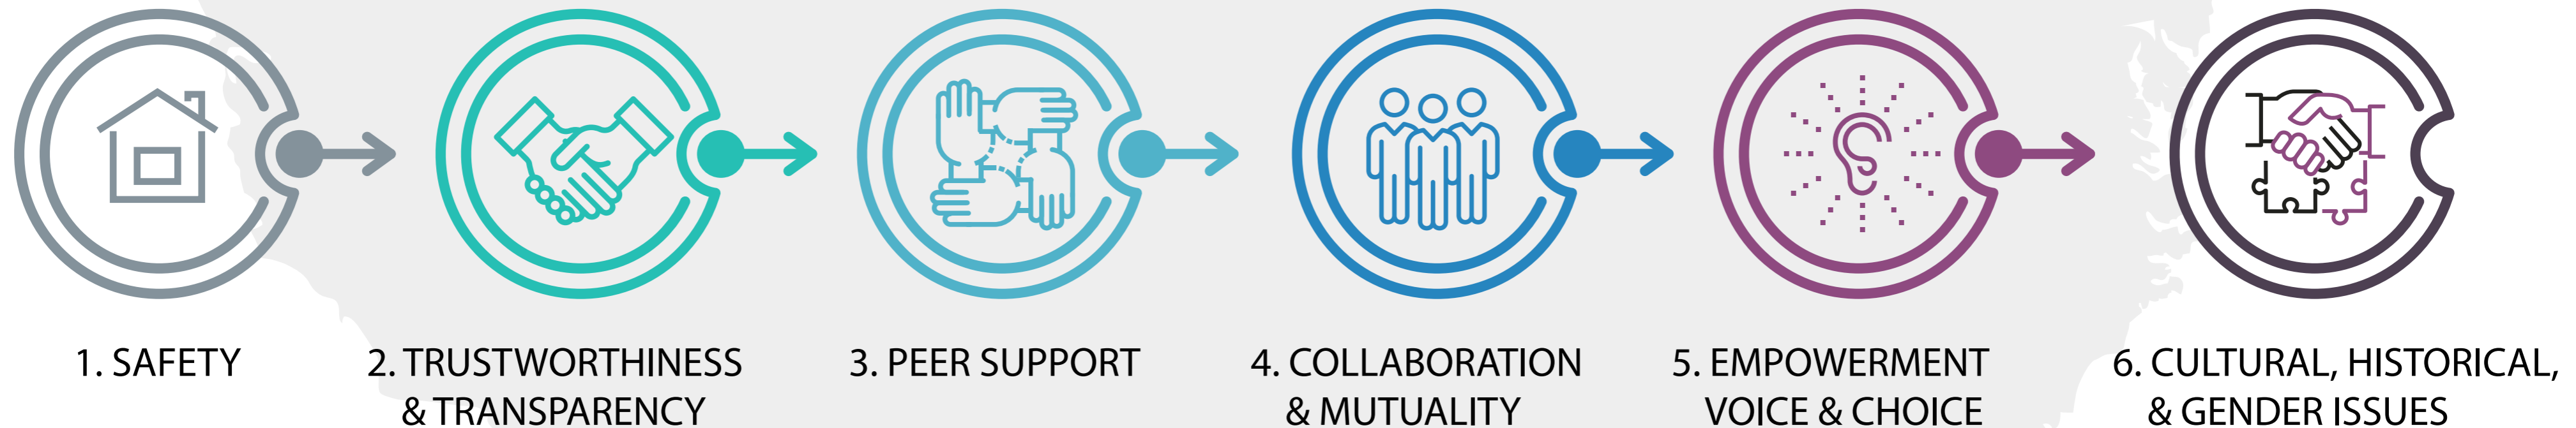 1. SAFETY
2. TRUSTWORTHINESS
& TRANSPARENCY
3. PEER SUPPORT
4. COLLABORATION
& MUTUALITY
5. EMPOWERMENT
VOICE & CHOICE
6. CULTURAL, HISTORICAL,
& GENDER ISSUES